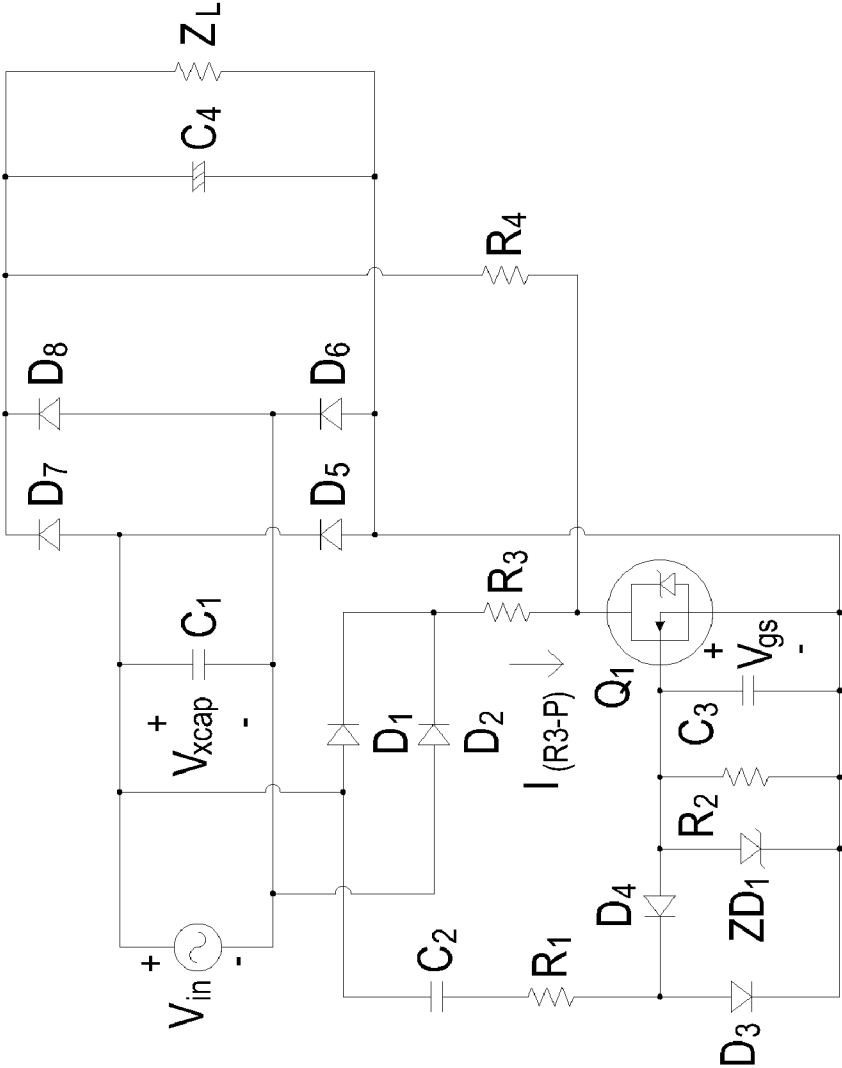 D7
D8
+
+
Vin
Vxcap
C1
C4
ZL
-
-
D5
D6
D1
C2
D2
R3
R4
R1
I(R3-P)
D4
Q1
R2
C3
+
D3
ZD1
Vgs
-